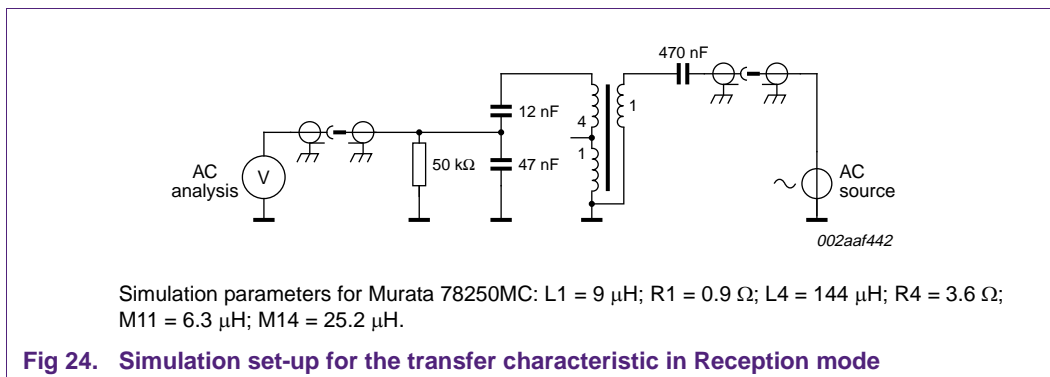 470 nF
12 nF
4
1
1
50 kΩ
47 nF
AC
analysis
V
AC
source
002aaf442
Simulation parameters for Murata 78250MC: L1 = 9 μH; R1 = 0.9 Ω; L4 = 144 μH; R4 = 3.6 Ω;
M11 = 6.3 μH; M14 = 25.2 μH.
Fig 24. Simulation set-up for the transfer characteristic in Reception mode